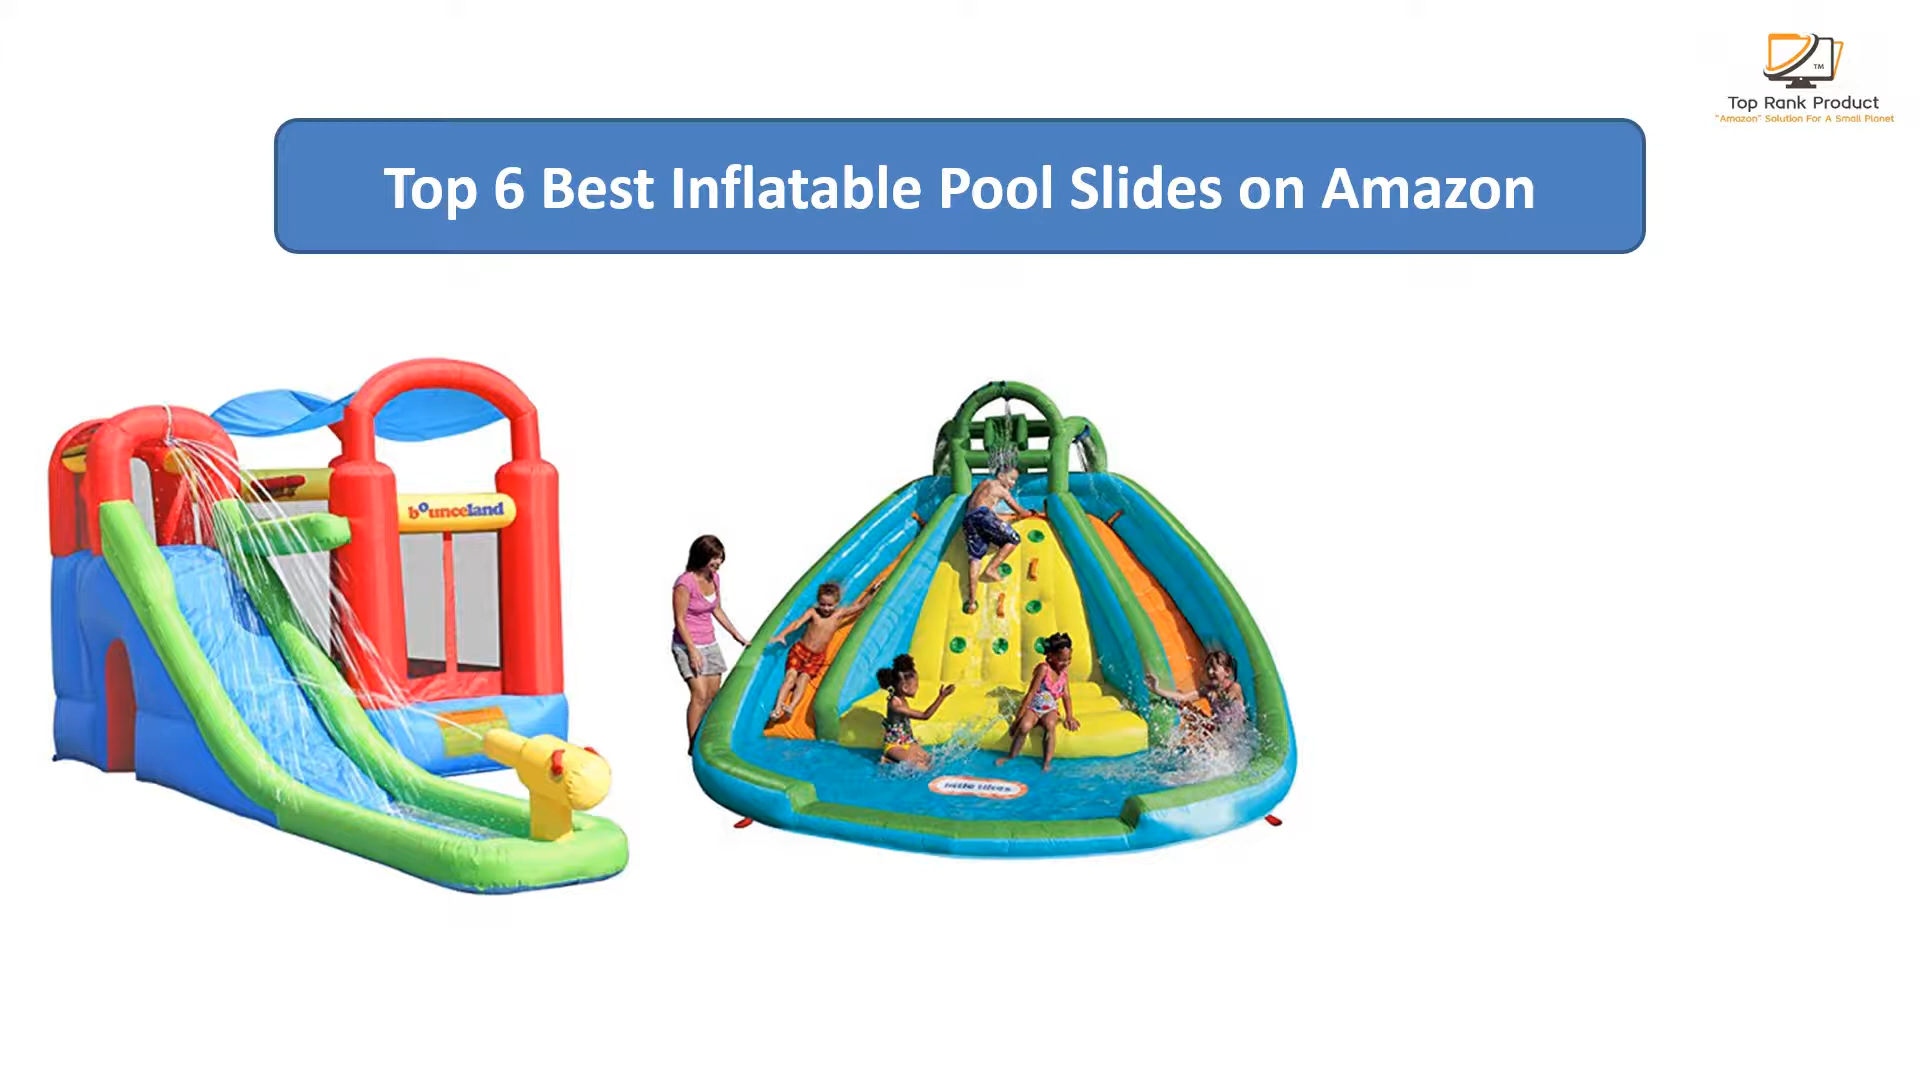 Top Rank Product
"Amazon" Solution For A Small Planet
TM
Top 6 Best Inflatable Pool Slides on Amazon
bounceland
little tikes